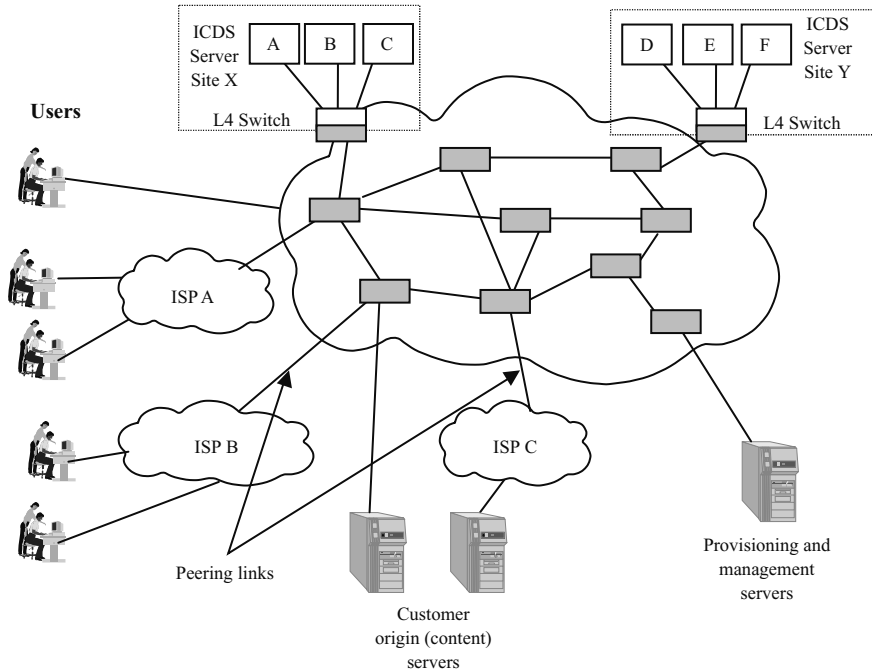 ICDS
Server
Site X
A
B
C
L4 Switch
D
E
F
ICDS
Server
Site Y
L4 Switch
Users
ISP A
ISP B
ISP C
Peering links
Customer
origin (content)
servers
Provisioning and
management
servers